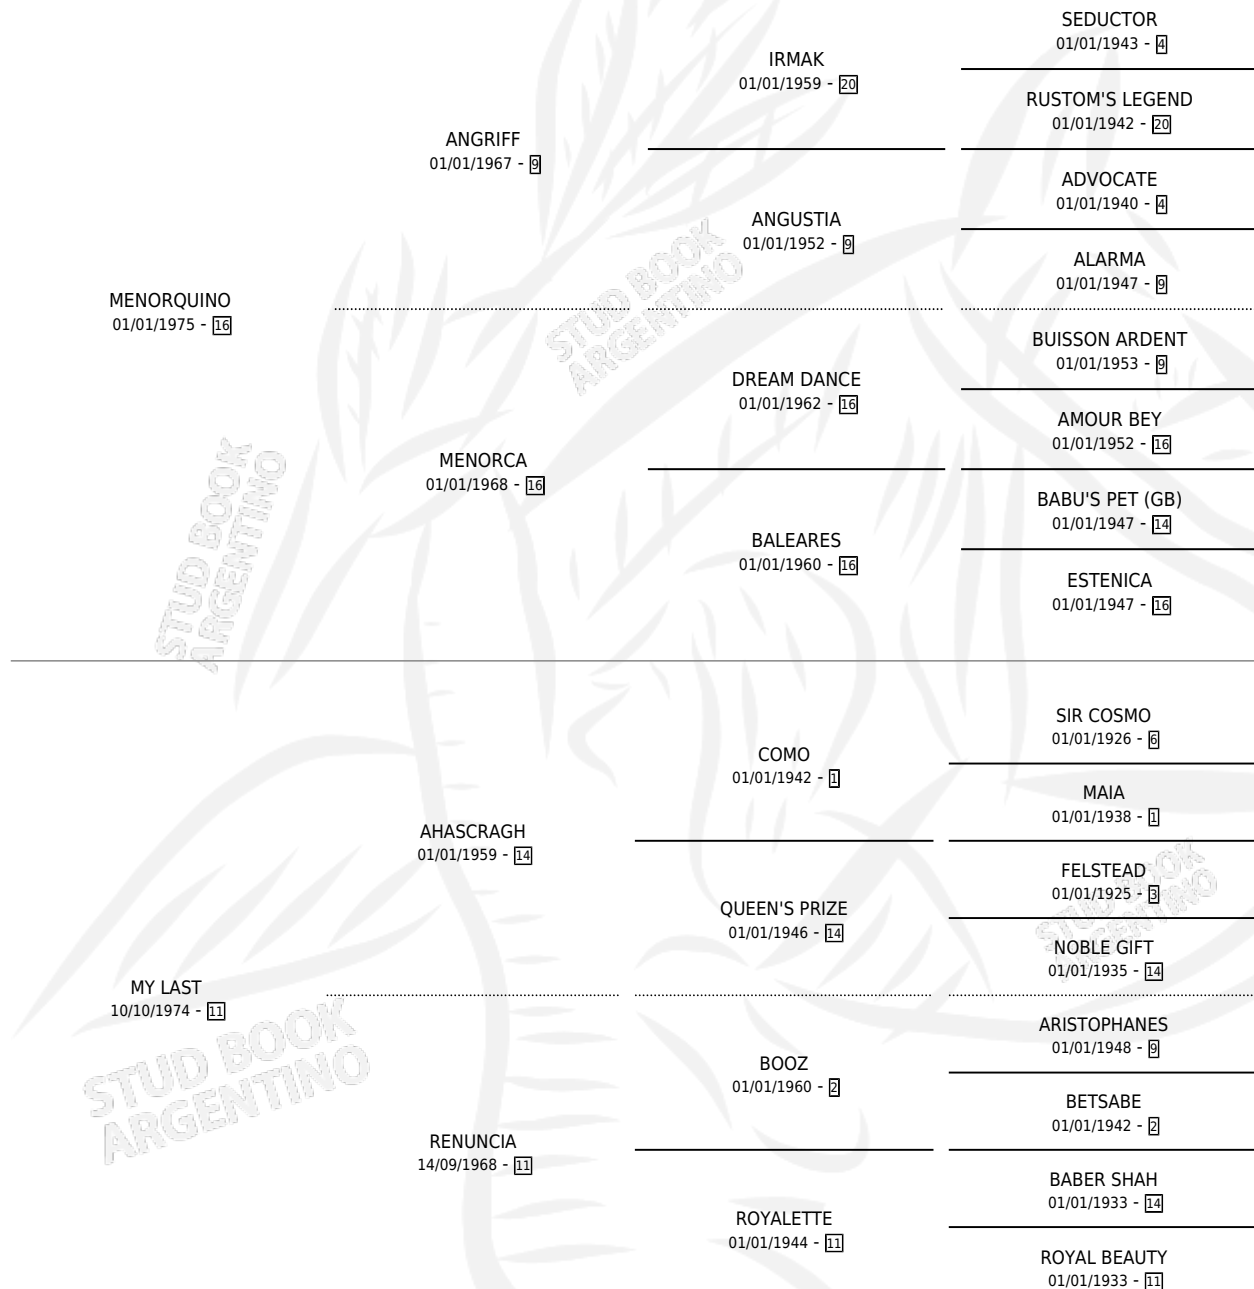 SEDUCTOR
01/01/1943 - 4
IRMAK
01/01/1959 - 20
RUSTOM'S LEGEND
01/01/1942 - 20
ANGRIFF
01/01/1967 - 9
ADVOCATE
01/01/1940 - 4
ANGUSTIA
01/01/1952 - 9
ALARMA
01/01/1947 - 9
MENORQUINO
01/01/1975 - 16
BUISSON ARDENT
01/01/1953 - 9
DREAM DANCE
01/01/1962 - 16
AMOUR BEY
01/01/1952 - 16
MENORCA
01/01/1968 - 16
BABU'S PET (GB)
01/01/1947 - 14
BALEARES
01/01/1960 - 16
ESTENICA
01/01/1947 - 16
SIR COSMO
01/01/1926 - 6
COMO
01/01/1942 - 1
MAIA
01/01/1938 - 1
AHASCRAGH
01/01/1959 - 14
FELSTEAD
01/01/1925 - 3
QUEEN'S PRIZE
01/01/1946 - 14
NOBLE GIFT
01/01/1935 - 14
MY LAST
10/10/1974 - 11
ARISTOPHANES
01/01/1948 - 9
BOOZ
01/01/1960 - 2
BETSABE
01/01/1942 - 2
RENUNCIA
14/09/1968 - 11
BABER SHAH
01/01/1933 - 14
ROYALETTE
01/01/1944 - 11
ROYAL BEAUTY
01/01/1933 - 11
STUD BOOK
ARGENTINO
STUD BOOK
ARGENTINO
STUD BOOK
ARGENTINO
STUD BOOK
ARGENTINO